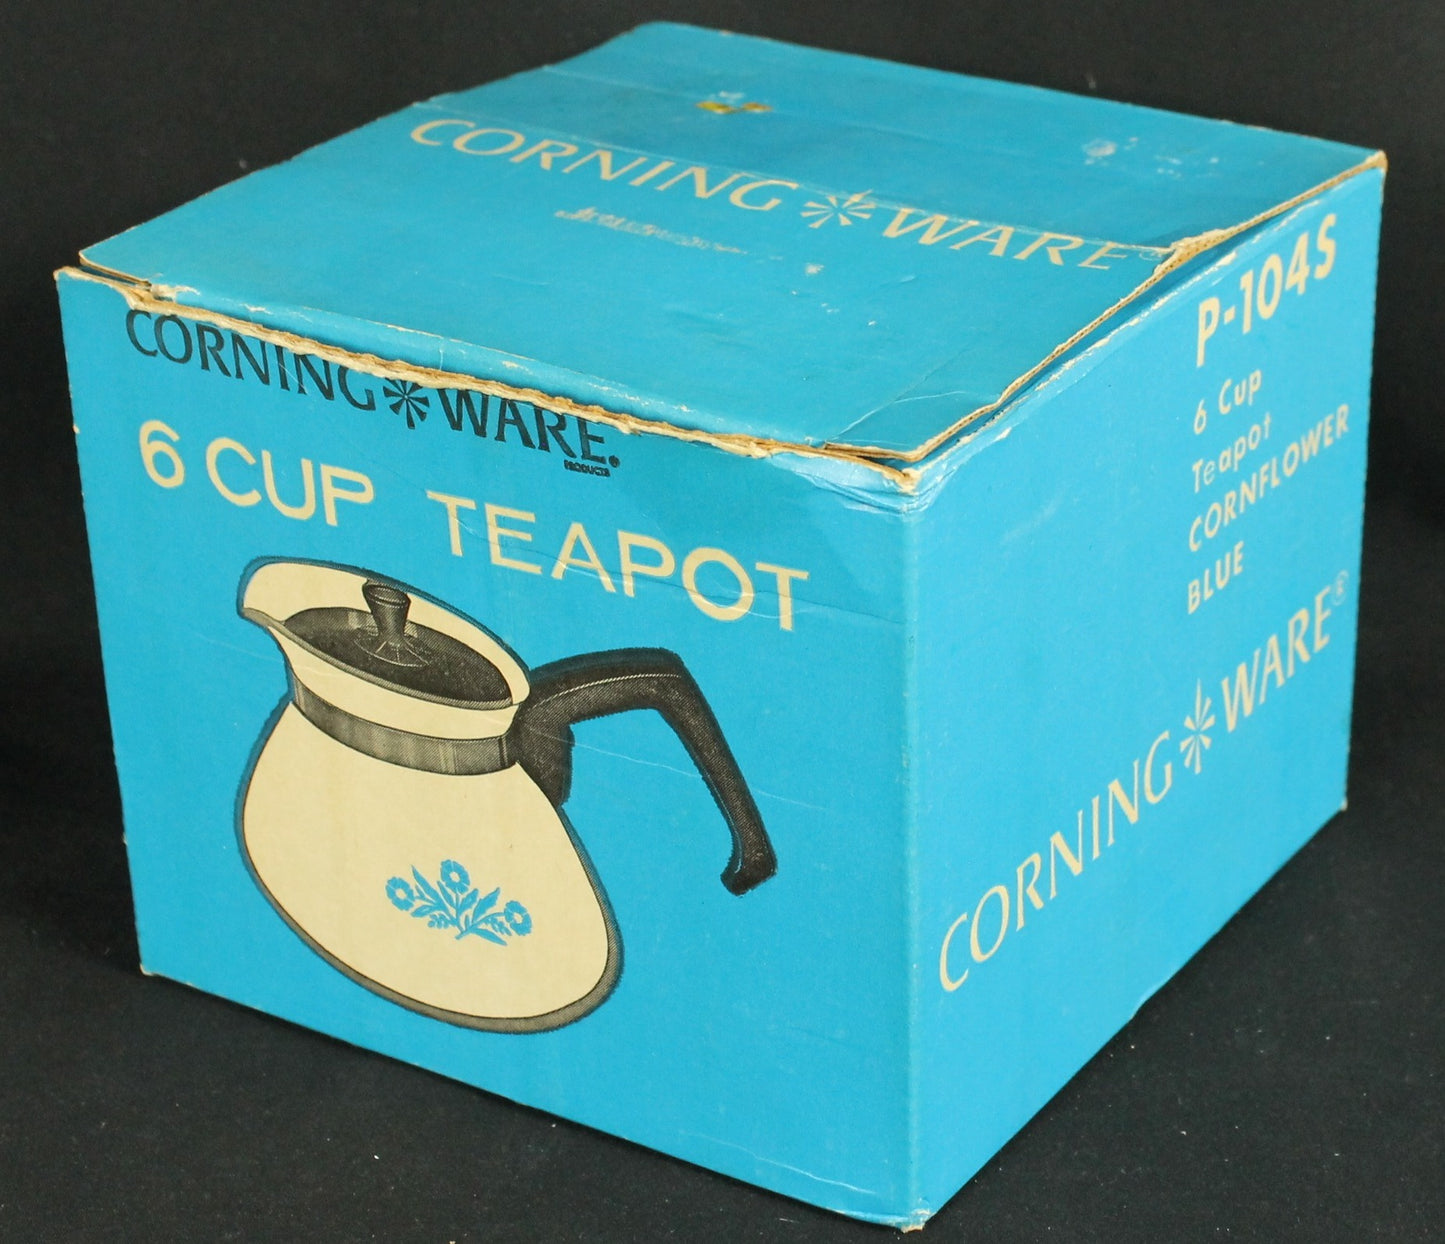 CORNING WARE®
CORNING WARE.
PRODUCTS
6 CUP TEAPOT
P-104S
6 Cup
Teapot
CORNFLOWER
BLUE
CORNING WARE®